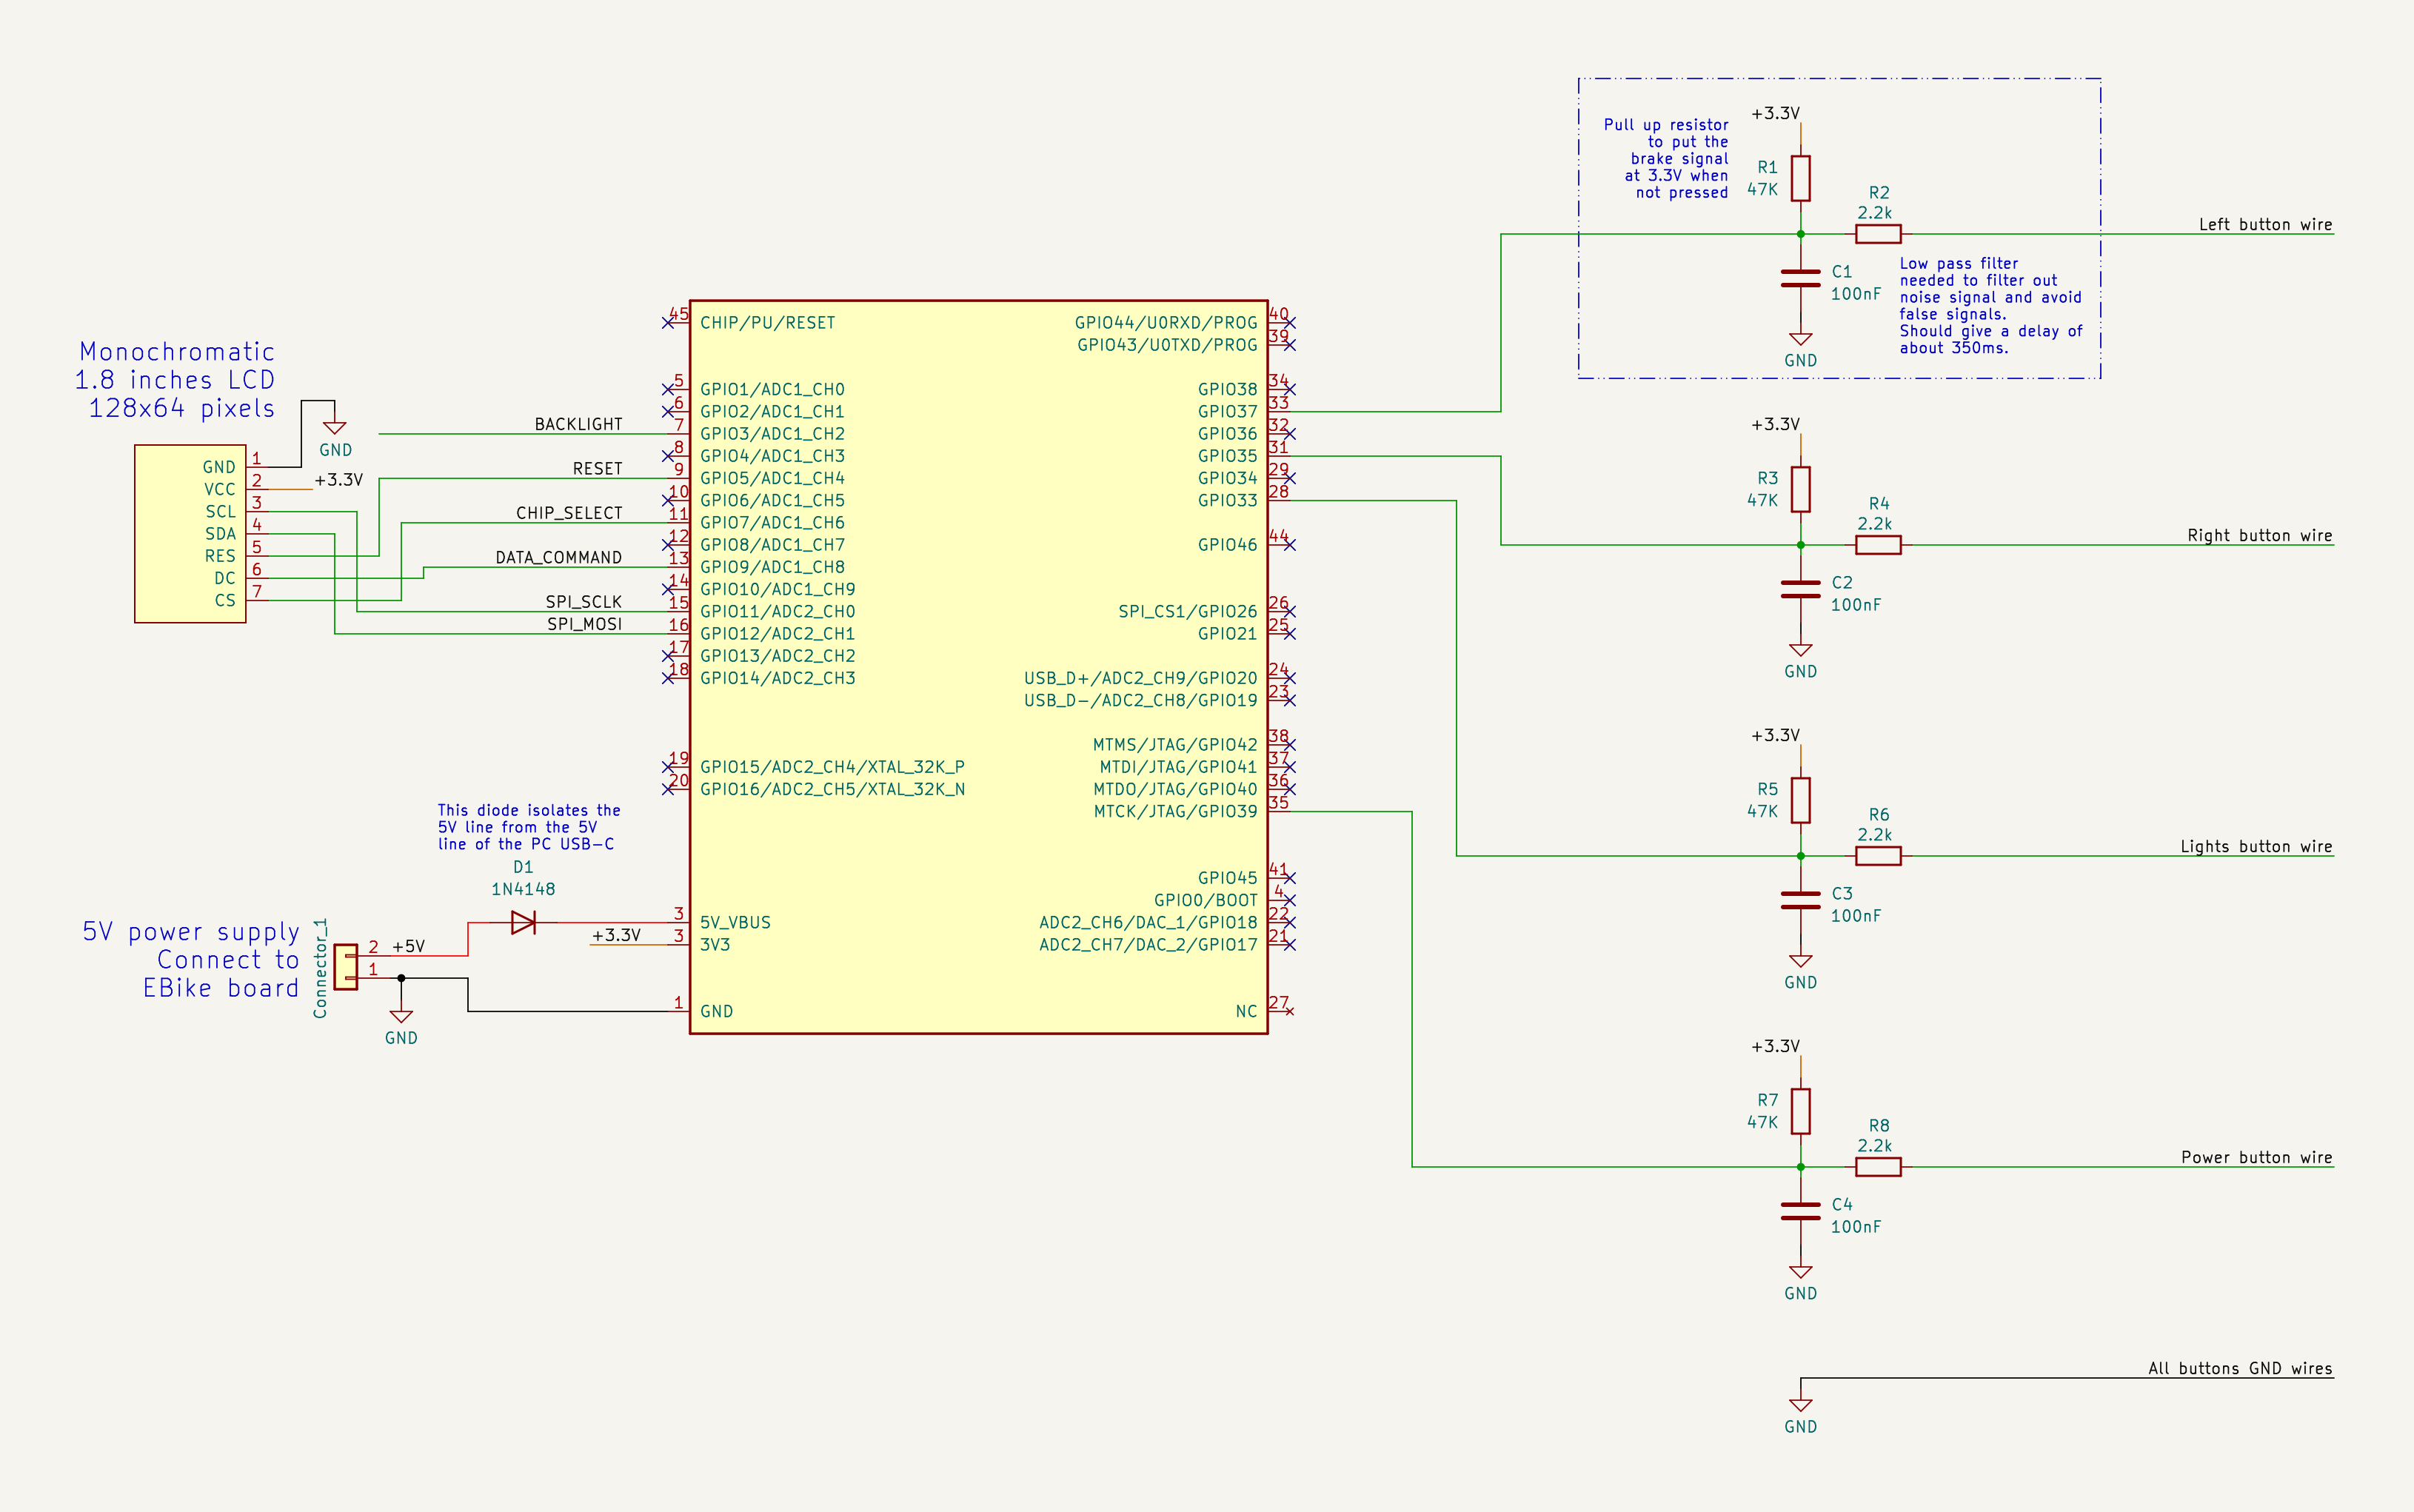 Monochromatic
1.8 inches LCD
128x64 pixels
GND
GND 1
VCC 2
+3.3V
SCL 3
SDA 4
RES 5
DC 6
CS 7
BACKLIGHT
RESET
CHIP_SELECT
DATA_COMMAND
SPI_SCLK
SPI_MOSI
This diode isolates the
5V line from the 5V
line of the PC USB-C
D1
1N4148
5V power supply
Connect to
EBike board
Connector_1
2
1
+5V
GND
+3.3V
45 CHIP/PU/RESET
5 GPIO1/ADC1_CH0
6 GPIO2/ADC1_CH1
7 GPIO3/ADC1_CH2
8 GPIO4/ADC1_CH3
9 GPIO5/ADC1_CH4
10 GPIO6/ADC1_CH5
11 GPIO7/ADC1_CH6
12 GPIO8/ADC1_CH7
13 GPIO9/ADC1_CH8
14 GPIO10/ADC1_CH9
15 GPIO11/ADC2_CH0
16 GPIO12/ADC2_CH1
17 GPIO13/ADC2_CH2
18 GPIO14/ADC2_CH3
19 GPIO15/ADC2_CH4/XTAL_32K_P
20 GPIO16/ADC2_CH5/XTAL_32K_N
3 5V_VBUS
3 3V3
1 GND
GPIO44/U0RXD/PROG 40
GPIO43/U0TXD/PROG 39
GPIO38 34
GPIO37 33
GPIO36 32
GPIO35 31
GPIO34 29
GPIO33 28
GPIO46 44
SPI_CS1/GPIO26 26
GPIO21 25
USB_D+/ADC2_CH9/GPIO20 24
USB_D-/ADC2_CH8/GPIO19 23
MTMS/JTAG/GPIO42 38
MTDI/JTAG/GPIO41 37
MTDO/JTAG/GPIO40 36
MTCK/JTAG/GPIO39 35
GPIO45 41
GPIO0/BOOT 4
ADC2_CH6/DAC_1/GPIO18 22
ADC2_CH7/DAC_2/GPIO17 21
NC 27
Pull up resistor
to put the
brake signal
at 3.3V when
not pressed
+3.3V
R1
47K
R2
2.2k
Left button wire
C1
100nF
GND
Low pass filter
needed to filter out
noise signal and avoid
false signals.
Should give a delay of
about 350ms.
+3.3V
R3
47K
R4
2.2k
Right button wire
C2
100nF
GND
+3.3V
R5
47K
R6
2.2k
Lights button wire
C3
100nF
GND
+3.3V
R7
47K
R8
2.2k
Power button wire
C4
100nF
GND
All buttons GND wires
GND